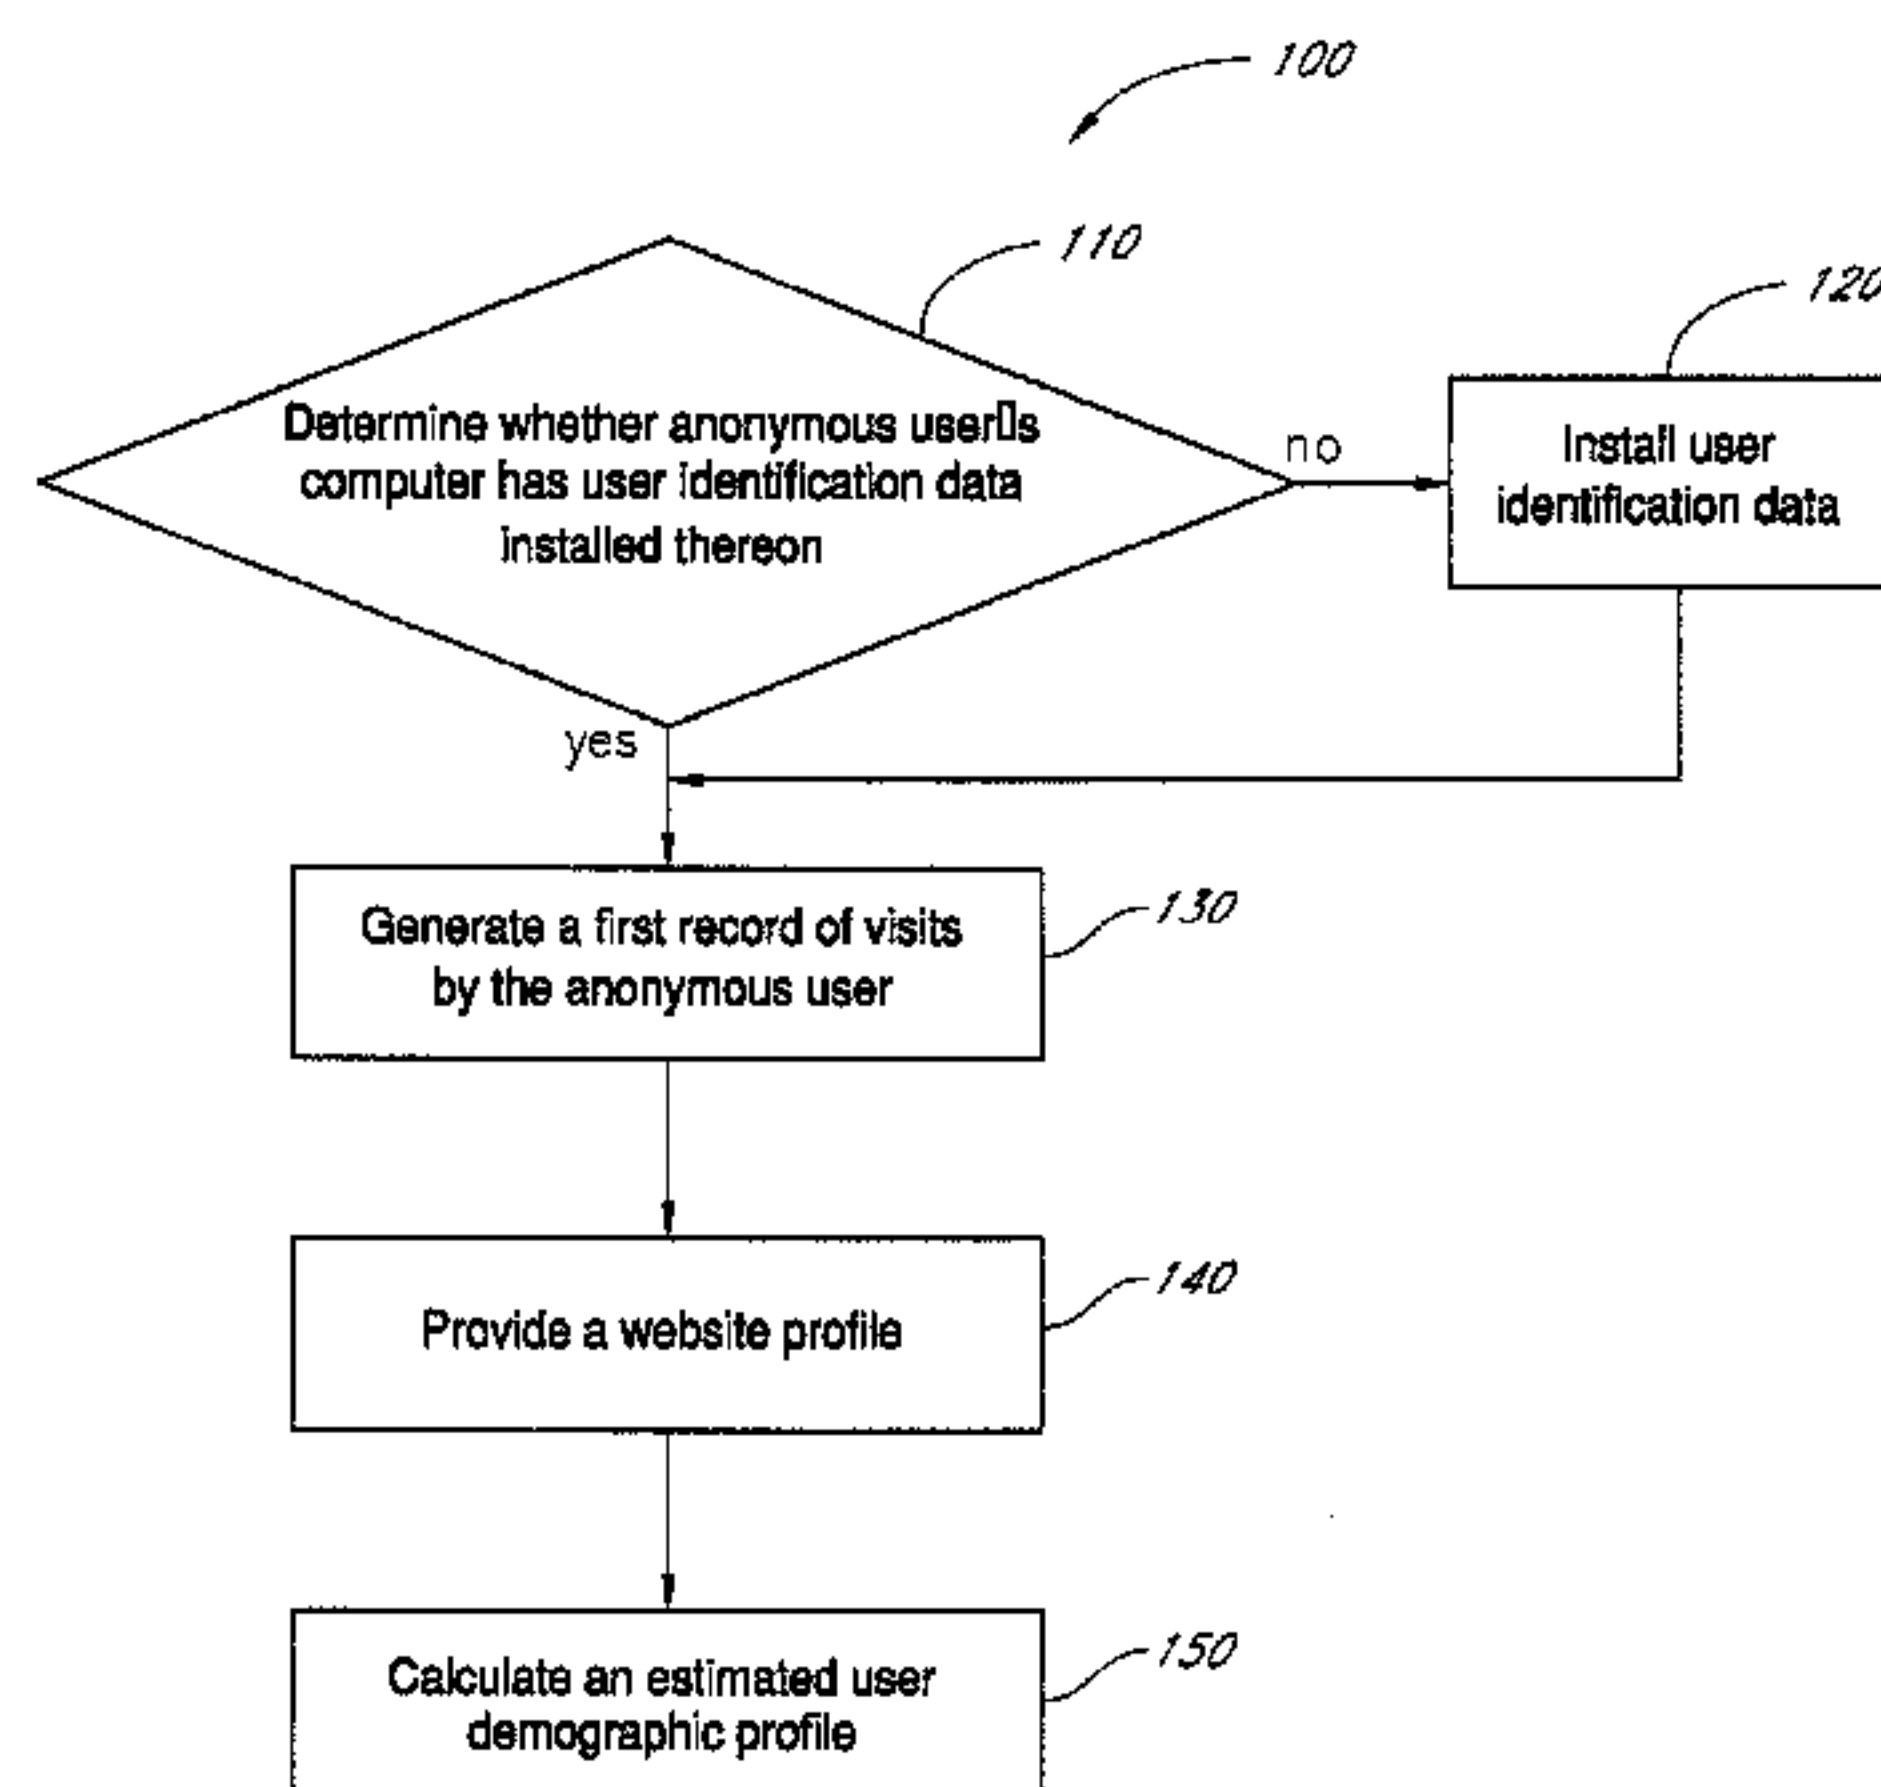 100
110
120
Determine whether anonymous user▯s
computer has user identification data
installed thereon
no
Install user
identification data
yes
Generate a first record of visits
by the anonymous user
130
Provide a website profile
140
Calculate an estimated user
demographic profile
150